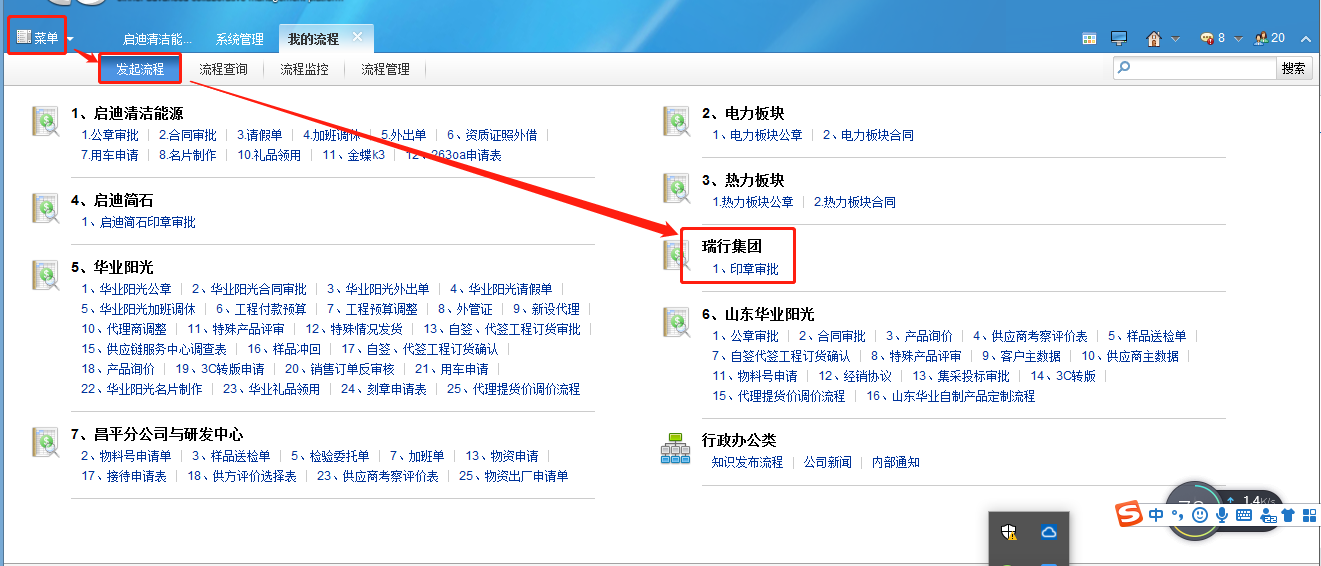 菜单
启迪清洁能...
系统管理
我的流程
8
20
发起流程
流程查询
流程监控
流程管理
搜索
1、启迪清洁能源
1.公章审批
2.合同审批
3.请假单
4.加班调休
5.外出单
6、资质证照外借
7.用车申请
8.名片制作
10.礼品领用
11、金蝶k3
12、263oa申请表
2、电力板块
1、电力板块公章
2、电力板块合同
3、热力板块
1.热力板块公章
2.热力板块合同
4、启迪简石
1、启迪简石印章审批
瑞行集团
1、印章审批
5、华业阳光
1、华业阳光公章
2、华业阳光合同审批
3、华业阳光外出单
4、华业阳光请假单
5、华业阳光加班调休
6、工程付款预算
7、工程预算调整
8、外管证
9、新设代理
10、代理商调整
11、特殊产品评审
12、特殊情况发货
13、自签、代签工程订货审批
15、供应链服务中心调查表
16、样品冲回
17、自签、代签工程订货确认
18、产品询价
19、3C转版申请
20、销售订单反审核
21、用车申请
22、华业阳光名片制作
23、华业礼品领用
24、刻章申请表
25、代理提货价调价流程
6、山东华业阳光
1、公章审批
2、合同审批
3、产品询价
4、供应商考察评价表
5、样品送检单
7、自签代签工程订货确认
8、特殊产品评审
9、客户主数据
10、供应商主数据
11、物料号申请
12、经销协议
13、集采投标审批
14、3C转版
15、代理提货价调价流程
16、山东华业自制产品定制流程
7、昌平分公司与研发中心
2、物料号申请单
3、样品送检单
5、检验委托单
7、加班单
13、物资申请
17、接待申请表
18、供方评价选择表
23、供应商考察评价表
25、物资出厂申请单
行政办公类
知识发布流程
公司新闻
内部通知
1.4K/s
中